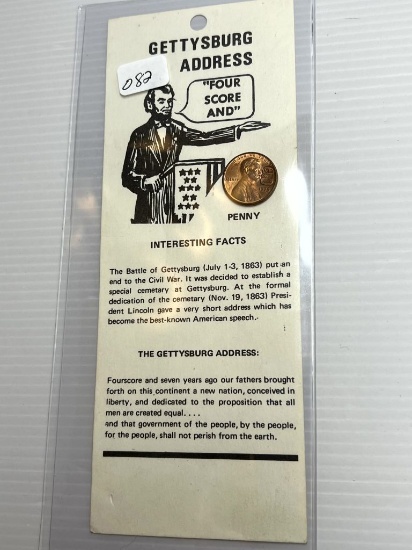 GETTYSBURG
ADDRESS
082
"FOUR
SCORE
AND"
PENNY
INTERESTING FACTS
The Battle of Gettysburg (July 1-3, 1863) put an
end to the Civil War. It was decided to establish a
special cemetary at Gettysburg. At the formal
dedication of the cemetary (Nov. 19, 1863) Presi-
dent Lincoln gave a very short address which has
become the best-known American speech.
THE GETTYSBURG ADDRESS:
Fourscore and seven years ago our fathers brought
forth on this continent a new nation, conceived in
liberty, and dedicated to the proposition that all
men are created equal. . . .
and that government of the people, by the people,
for the people, shall not perish from the earth.